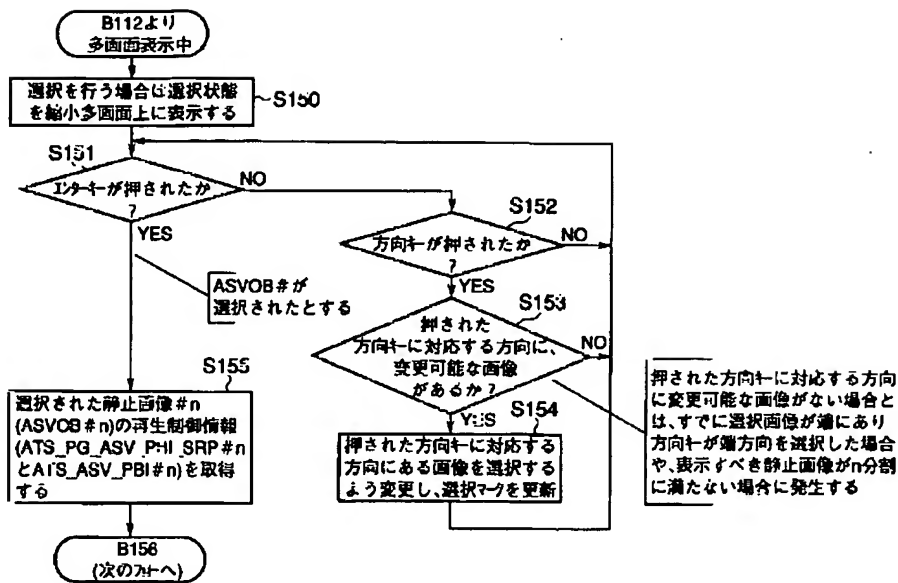 B112より
多画面表示中
選択を行う場合は選択状態
を縮小多画面上に表示する
S150
S151
エンターキーが押されたか
?
NO
YES
S152
方向キーが押されたか
?
NO
YES
ASVOB#が
選択されたとする
S153
押された
方向キーに対応する方向に、
変更可能な画像
があるか?
NO
YES
S154
押された方向キーに対応する
方向にある画像を選択する
よう変更し、選択マークを更新
押された方向キーに対応する方向
に変更可能な画像がない場合
とは、すでに選択画像が端にあり
方向キーが端方向を選択した場合
や、表示すべき静止画像がn分割
に満たない場合に発生する
S155
選択された静止画像#n
(ASVOB#n)の再生制御情報
(ATS_PG_ASV_PHI_SRP#n
とATS_ASV_PBI#n)を取得
する
B156
(次のフローへ)